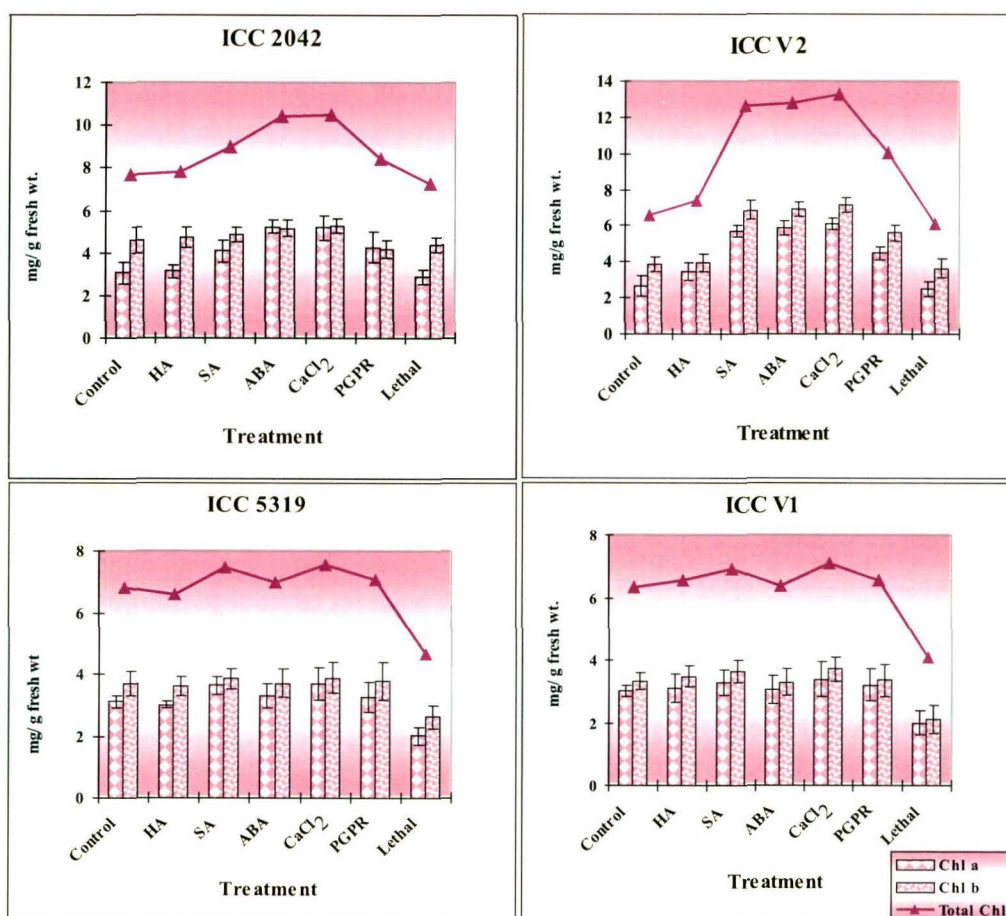 ICC 2042
12
10
8
6
4
2
0
mg/ g fresh wt.
Control
HA
SA
ABA
CaCl2
PGPR
Lethal
Treatment
ICC V2
14
12
10
8
6
4
2
0
mg/ g fresh wt.
Control
HA
SA
ABA
CaCl2
PGPR
Lethal
Treatment
ICC 5319
8
6
4
2
0
mg/ g fresh wt
Control
HA
SA
ABA
CaCl2
PGPR
Lethal
Treatment
ICC V1
8
6
4
2
0
mg/ g fresh wt.
Control
HA
SA
ABA
CaCl2
PGPR
Lethal
Treatment
Chl a
Chl b
Total Chl